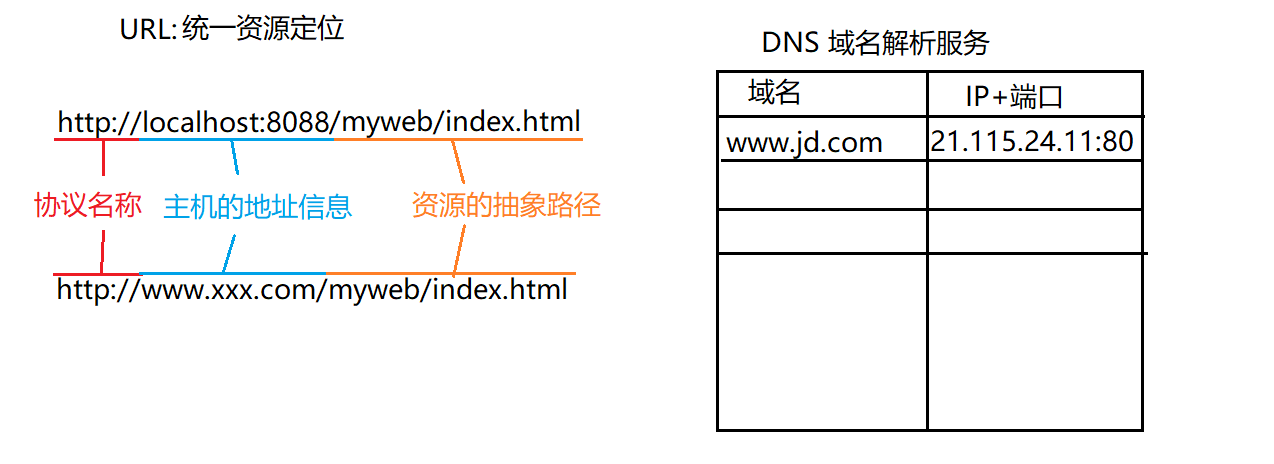 URL: 统一资源定位
http://localhost:8088/myweb/index.html
协议名称 主机的地址信息 资源的抽象路径
http://www.xxx.com/myweb/index.html
DNS 域名解析服务
域名 IP+端口
www.jd.com 21.115.24.11:80